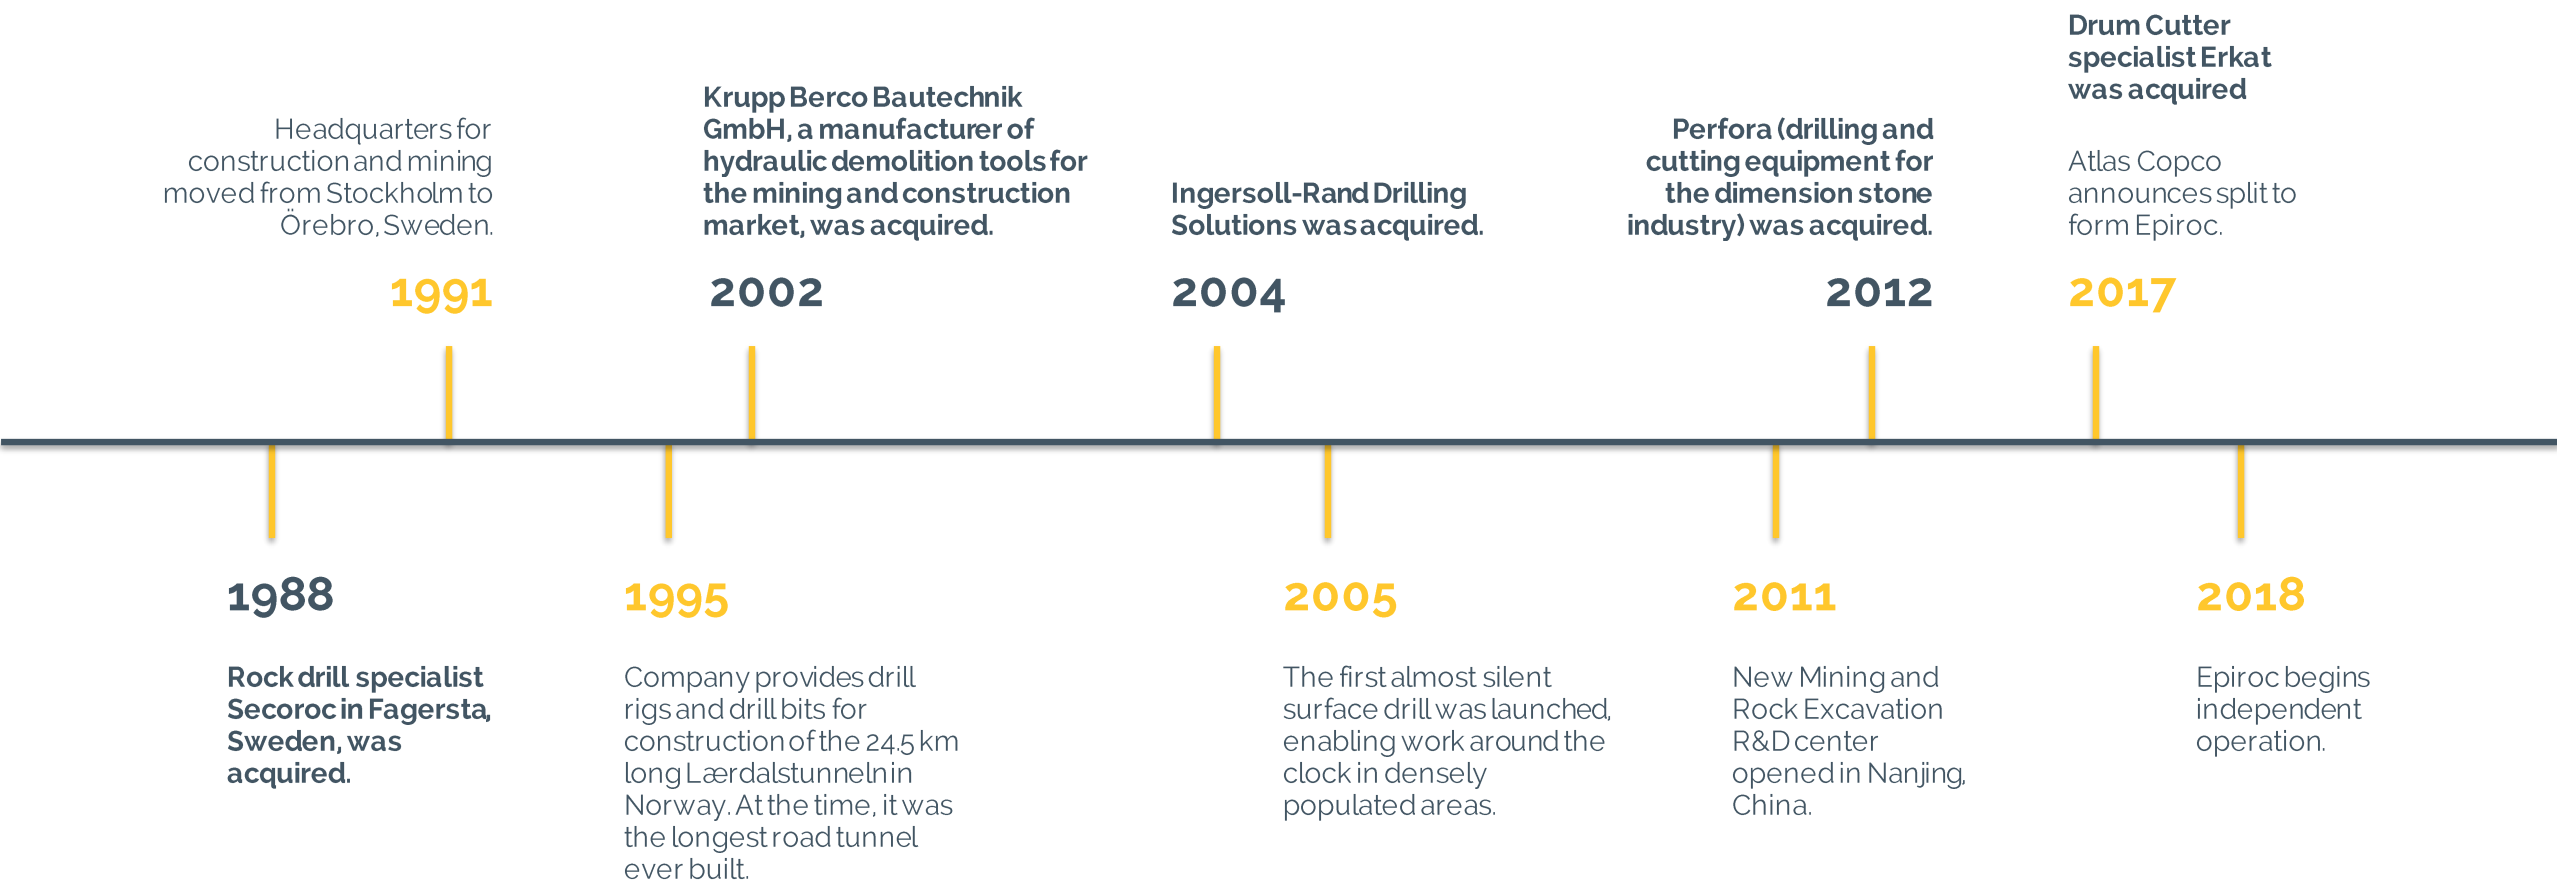 Headquarters for
construction and mining
moved from Stockholm to
Örebro, Sweden.
1991
Krupp Berco Bautechnik
GmbH, a manufacturer of
hydraulic demolition tools for
the mining and construction
market, was acquired.
2002
Ingersoll-Rand Drilling
Solutions was acquired.
2004
Perfora (drilling and
cutting equipment for
the dimension stone
industry) was acquired.
2012
Drum Cutter
specialist Erkat
was acquired
Atlas Copco
announces split to
form Epiroc.
2017
1988
Rock drill specialist
Secoroc in Fagersta,
Sweden, was
acquired.
1995
Company provides drill
rigs and drill bits for
construction of the 24.5 km
long Lærdalstunneln in
Norway. At the time, it was
the longest road tunnel
ever built.
2005
The first almost silent
surface drill was launched,
enabling work around the
clock in densely
populated areas.
2011
New Mining and
Rock Excavation
R&D center
opened in Nanjing,
China.
2018
Epiroc begins
independent
operation.